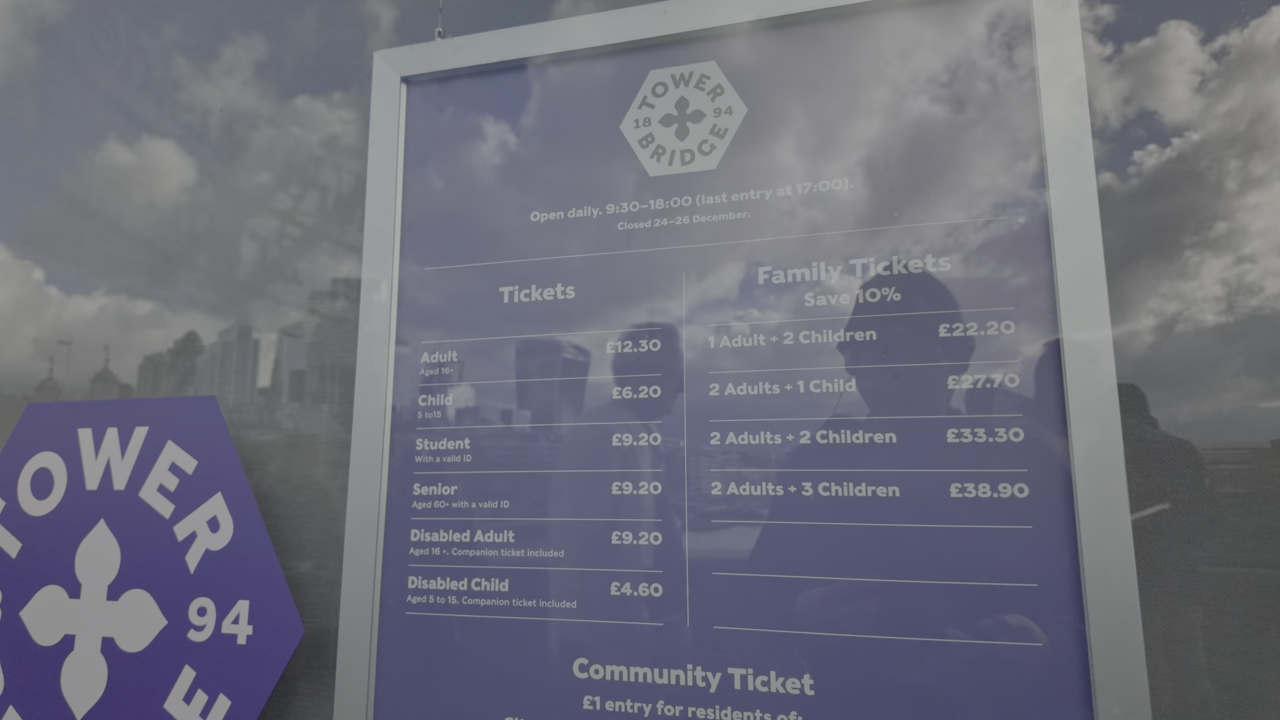 TOWER
18 94
BRIDGE
Open daily. 9:30–18:00 (last entry at 17:00).
Closed 24–26 December.
Tickets
Adult £12.30
Aged 16+
Child £6.20
5 to15
Student £9.20
With a valid ID
Senior £9.20
Aged 60+ with a valid ID
Disabled Adult £9.20
Aged 16 +. Companion ticket included
Disabled Child £4.60
Aged 5 to 15. Companion ticket included
Family Tickets
Save 10%
1 Adult + 2 Children £22.20
2 Adults + 1 Child £27.70
2 Adults + 2 Children £33.30
2 Adults + 3 Children £38.90
Community Ticket
£1 entry for residents of:
TOWER
94